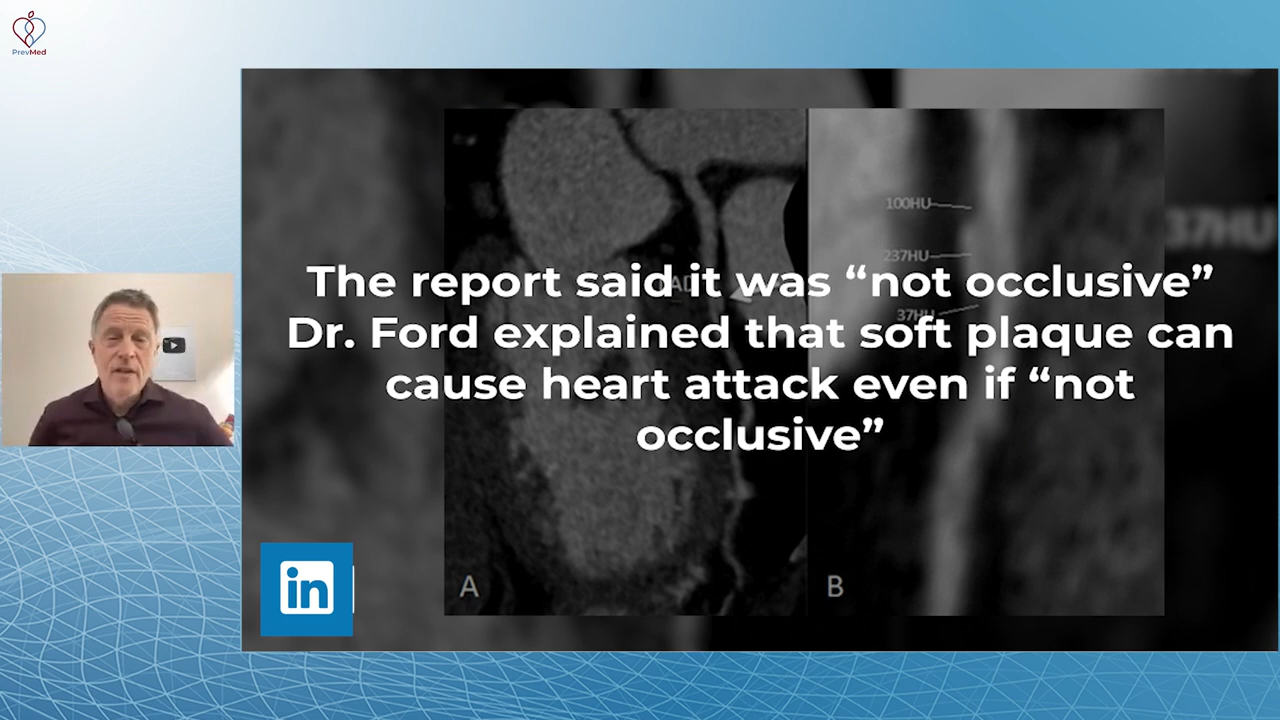 PrevMed
100HU
237HU
37HU
37HU
The report said it was “not occlusive”
Dr. Ford explained that soft plaque can
cause heart attack even if “not
occlusive”
A
B
in